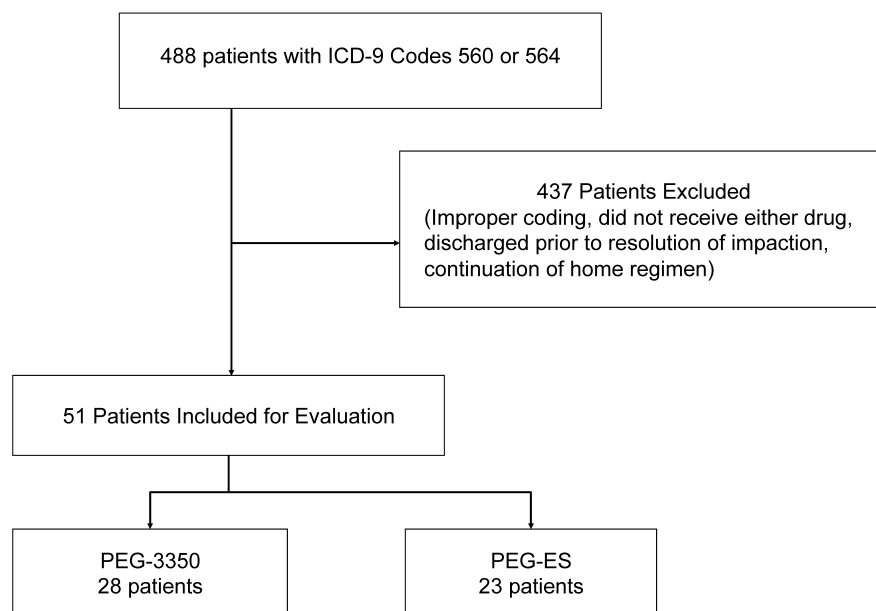 488 patients with ICD-9 Codes 560 or 564
437 Patients Excluded
(Improper coding, did not receive either drug,
discharged prior to resolution of impaction,
continuation of home regimen)
51 Patients Included for Evaluation
PEG-3350
28 patients
PEG-ES
23 patients